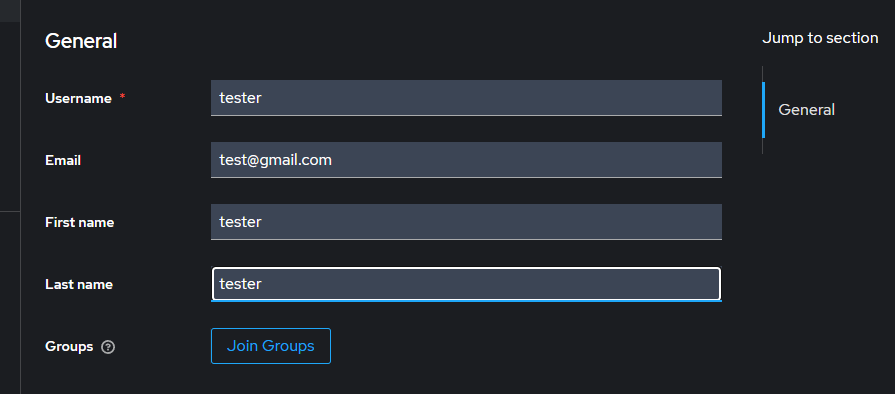 General
Jump to section
Username *
tester
General
Email
test@gmail.com
First name
tester
Last name
tester
Groups
Join Groups